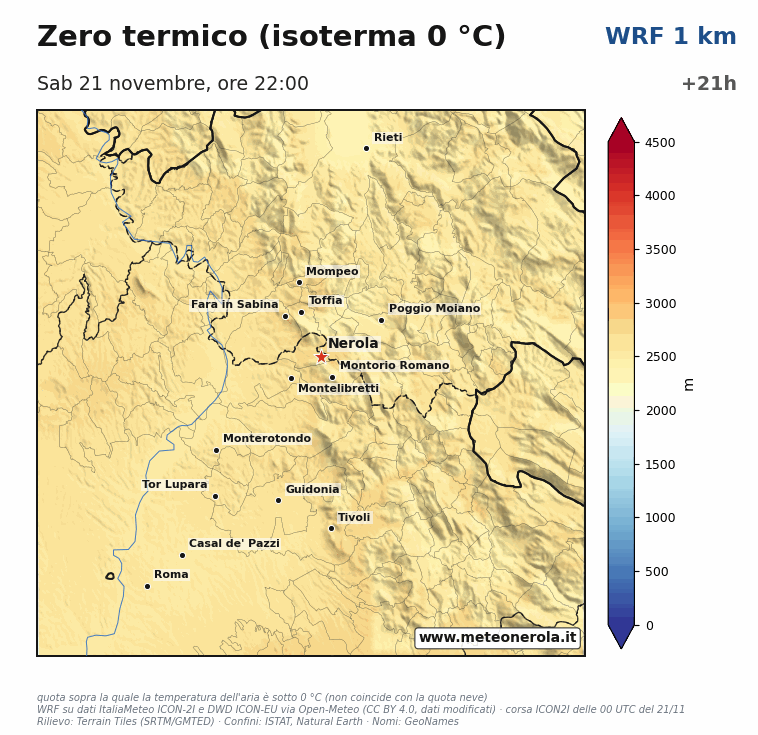 Zero termico (isoterma 0 °C)
WRF 1 km
Sab 21 novembre, ore 22:00
+21h
Rieti
Mompeo
Fara in Sabina
Toffia
Poggio Moiano
Nerola
Montorio Romano
Montelibretti
Monterotondo
Tor Lupara
Guidonia
Tivoli
Casal de' Pazzi
Roma
www.meteonerola.it
4500
4000
3500
3000
2500
2000
1500
1000
500
0
m
quota sopra la quale la temperatura dell'aria è sotto 0 °C (non coincide con la quota neve)
WRF su dati ItaliaMeteo ICON-2I e DWD ICON-EU via Open-Meteo (CC BY 4.0, dati modificati) · corsa ICON2I delle 00 UTC del 21/11
Rilievo: Terrain Tiles (SRTM/GMTED) · Confini: ISTAT, Natural Earth · Nomi: GeoNames